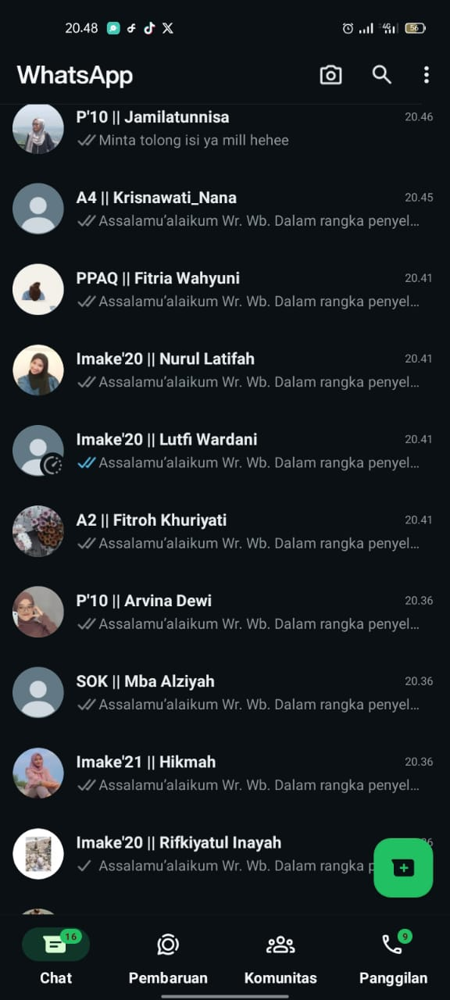 20.48
4G
56
WhatsApp
P'10 || Jamilatunnisa
20.46
Minta tolong isi ya mill hehee
A4 || Krisnawati_Nana
20.45
Assalamu’alaikum Wr. Wb. Dalam rangka penyel...
PPAQ || Fitria Wahyuni
20.41
Assalamu’alaikum Wr. Wb. Dalam rangka penyel...
Imake'20 || Nurul Latifah
20.41
Assalamu’alaikum Wr. Wb. Dalam rangka penyel...
Imake'20 || Lutfi Wardani
20.41
Assalamu’alaikum Wr. Wb. Dalam rangka penyel...
A2 || Fitroh Khuriyati
20.41
Assalamu’alaikum Wr. Wb. Dalam rangka penyel...
P'10 || Arvina Dewi
20.36
Assalamu’alaikum Wr. Wb. Dalam rangka penyel...
SOK || Mba Alziyah
20.36
Assalamu’alaikum Wr. Wb. Dalam rangka penyel...
Imake'21 || Hikmah
20.36
Assalamu’alaikum Wr. Wb. Dalam rangka penyel...
Imake'20 || Rifkiyatul Inayah
Assalamu’alaikum Wr. Wb. Dalam rangka
16
9
Chat
Pembaruan
Komunitas
Panggilan